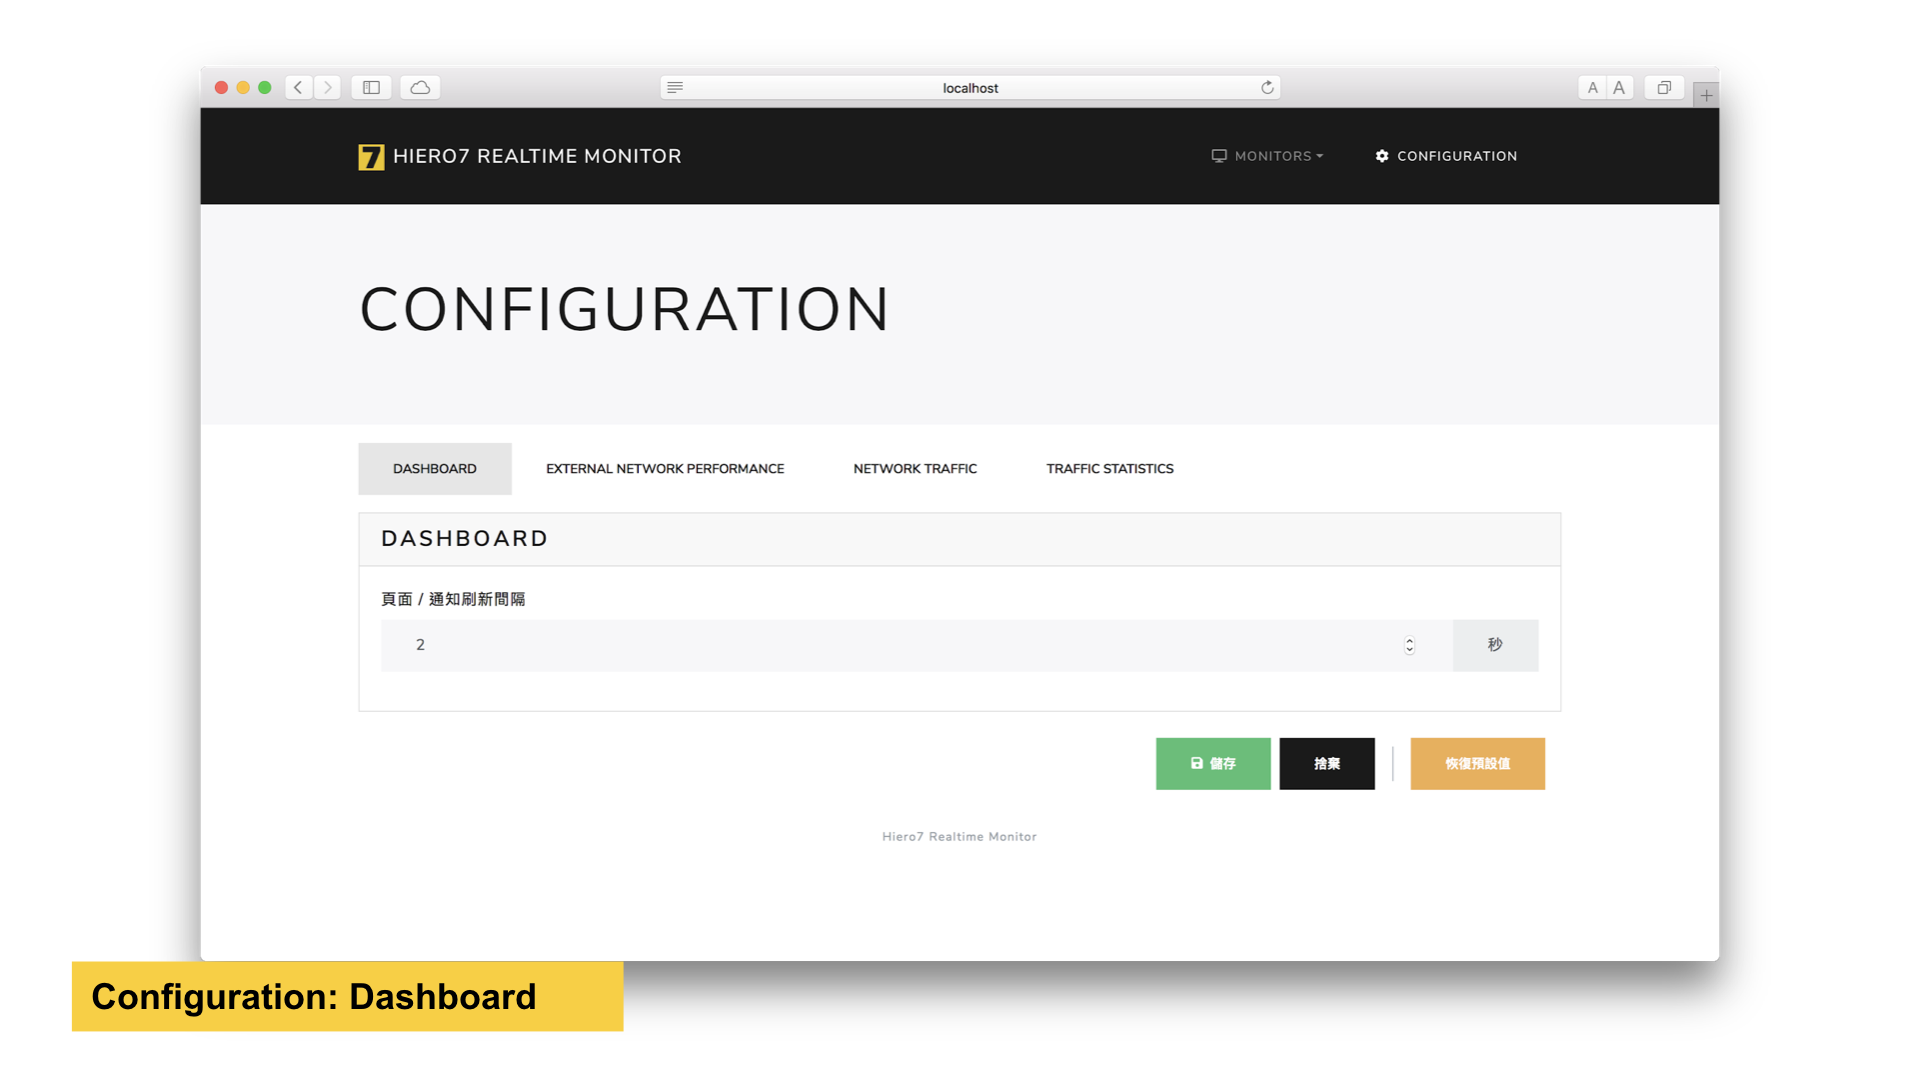 localhost
A A
7 HIERO7 REALTIME MONITOR
MONITORS
CONFIGURATION
CONFIGURATION
DASHBOARD
EXTERNAL NETWORK PERFORMANCE
NETWORK TRAFFIC
TRAFFIC STATISTICS
DASHBOARD
頁面 / 通知刷新間隔
2
秒
儲存
捨棄
恢復預設值
Hiero7 Realtime Monitor
Configuration: Dashboard